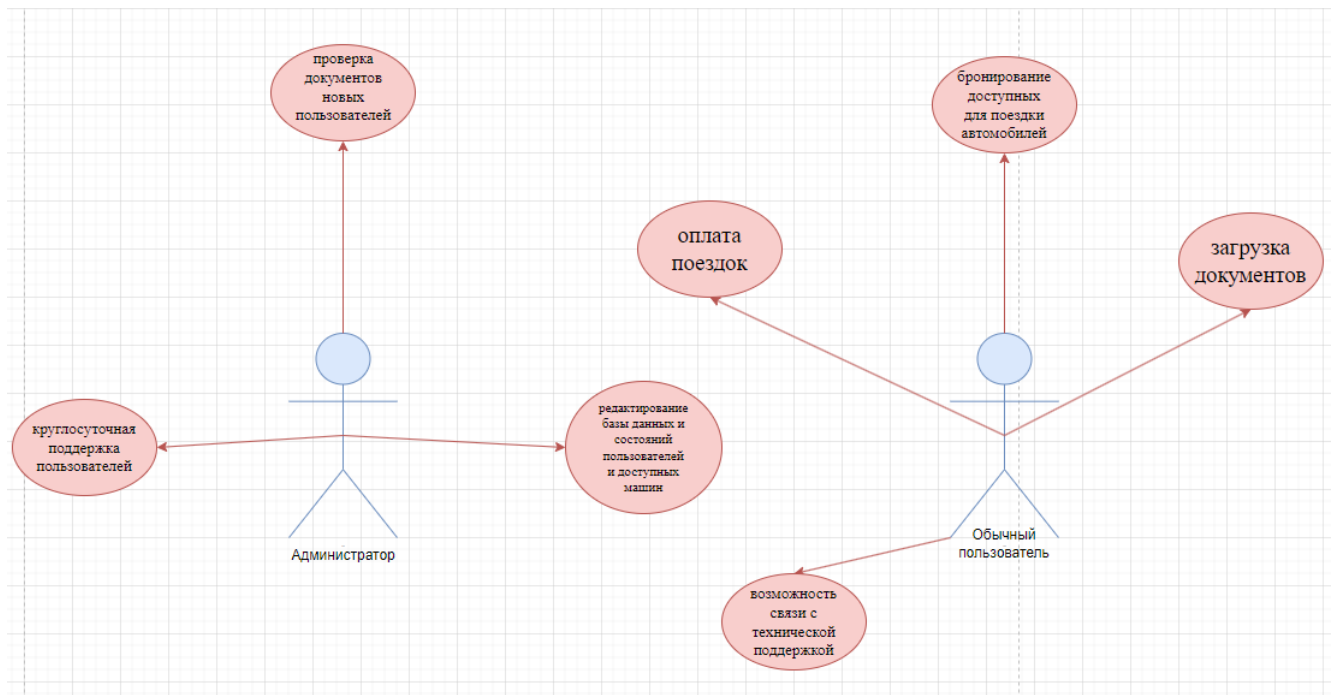 проверка
документов
новых
пользователей
бронирование
доступных
для поездки
автомобилей
оплата
поездок
загрузка
документов
круглосуточная
поддержка
пользователей
редактирование
базы данных и
состояний
пользователей
и доступных
машин
Администратор
Обычный
пользователь
возможность
связи с
технической
поддержкой